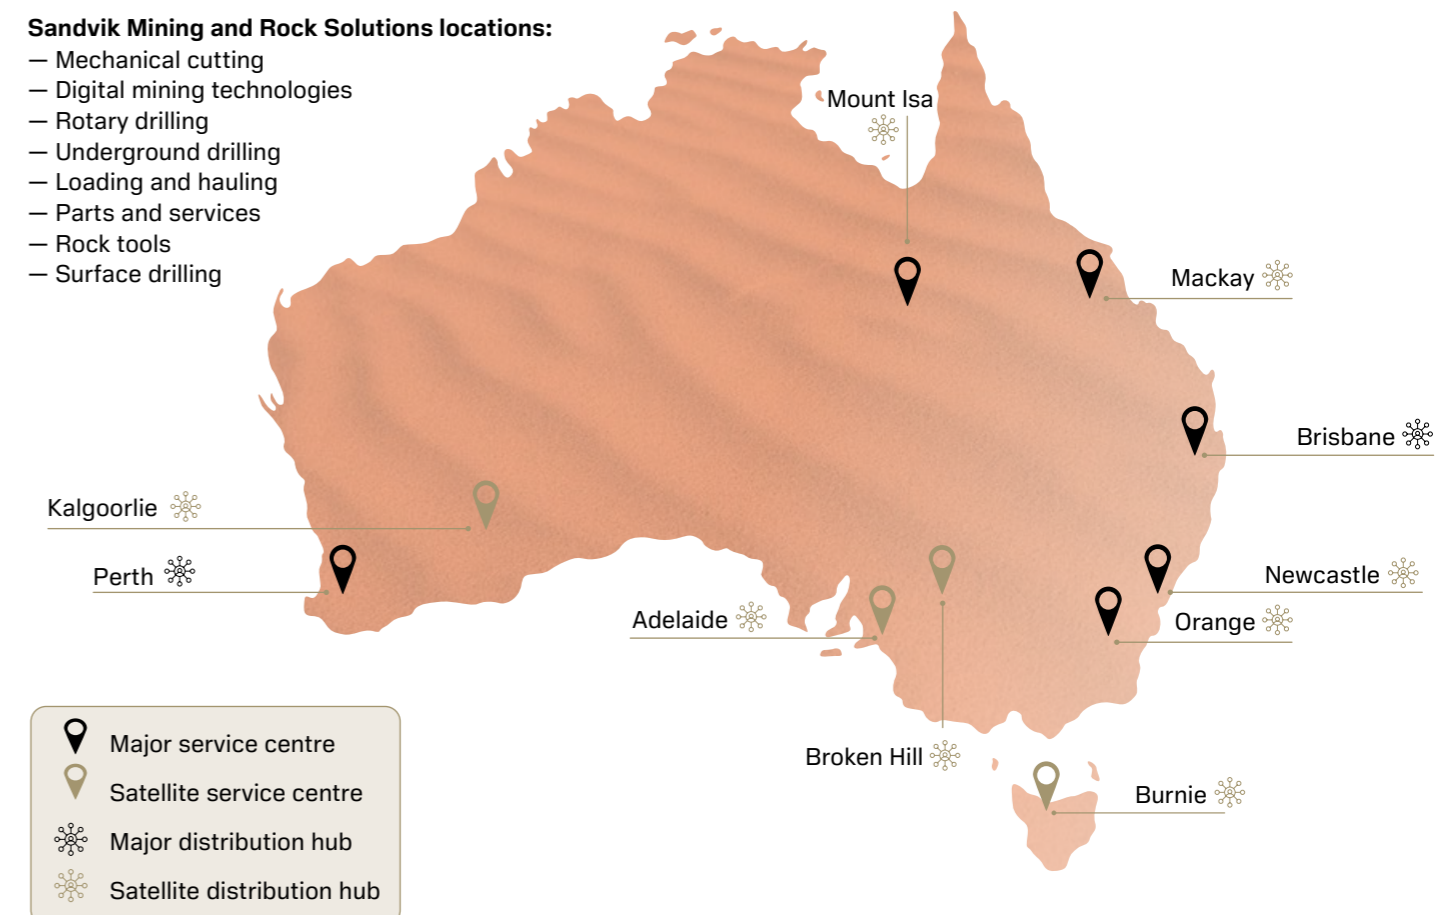 Sandvik Mining and Rock Solutions locations:
— Mechanical cutting
— Digital mining technologies
— Rotary drilling
— Underground drilling
— Loading and hauling
— Parts and services
— Rock tools
— Surface drilling
Mount Isa
Mackay
Brisbane
Kalgoorlie
Perth
Newcastle
Adelaide
Orange
Broken Hill
Burnie
Major service centre
Satellite service centre
Major distribution hub
Satellite distribution hub